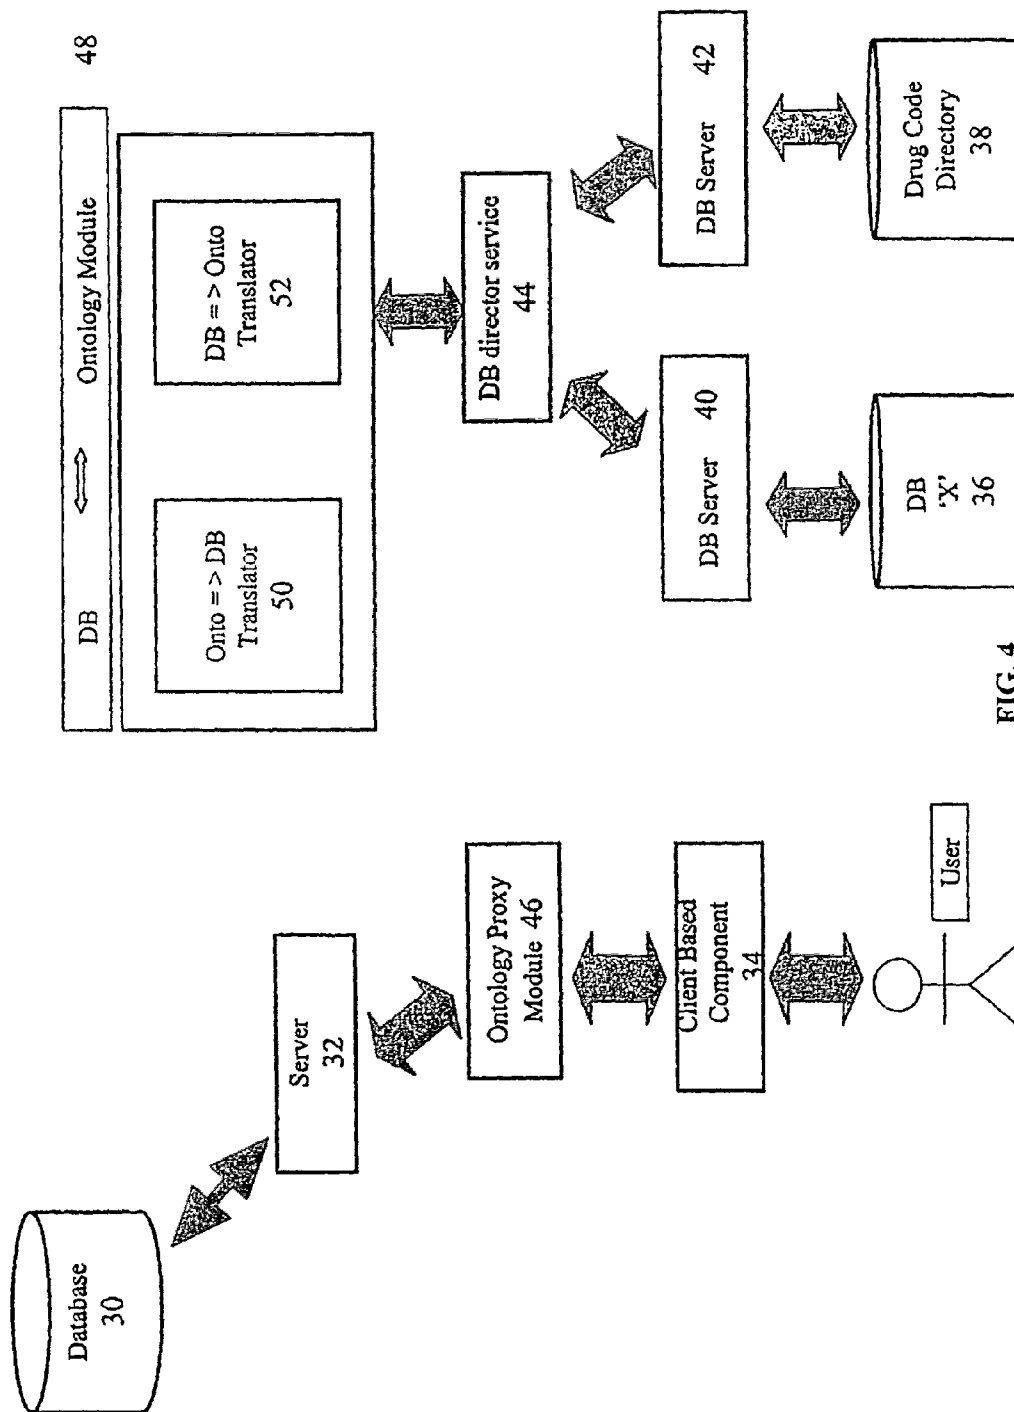 Database
30
Server
32
Ontology Proxy
Module 46
Client Based
Component
34
User
DB Ontology Module 48
Onto = > DB
Translator
50
DB = > Onto
Translator
52
DB director service
44
DB Server 40
DB Server 42
DB
'X'
36
Drug Code
Directory
38
FIG. 4